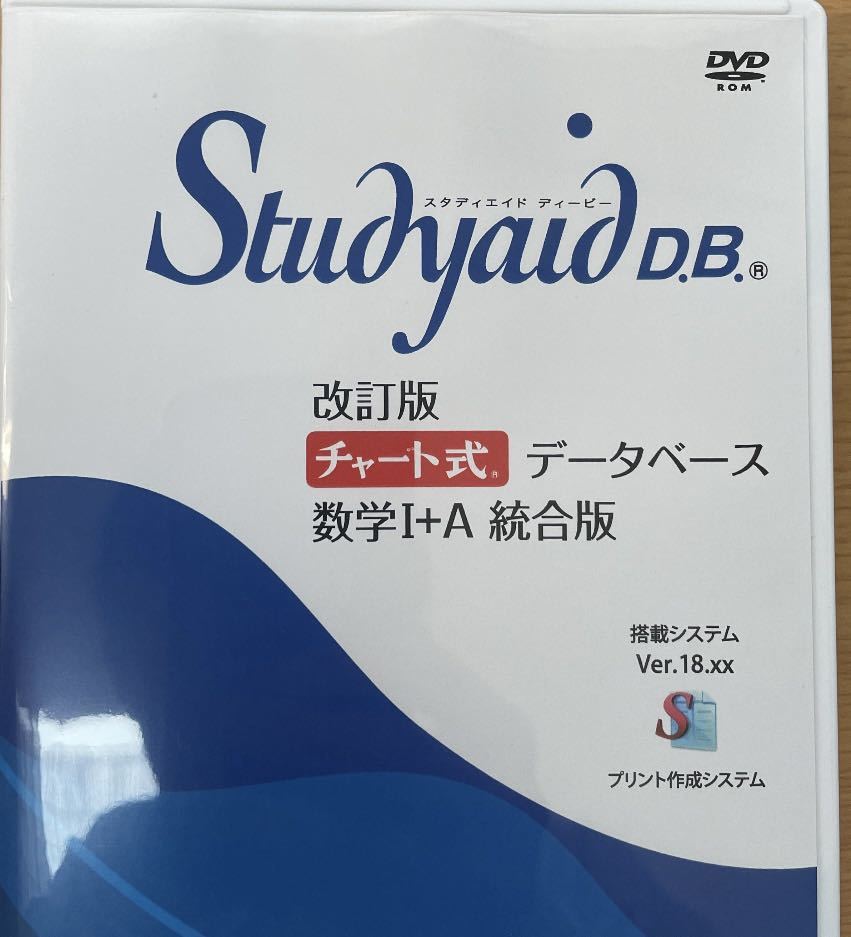 DVD
ROM
スタディエイド ディービー
Studyaid D.B.®
改訂版
チャート式® データベース
数学I+A 統合版
搭載システム
Ver.18.xx
S
プリント作成システム